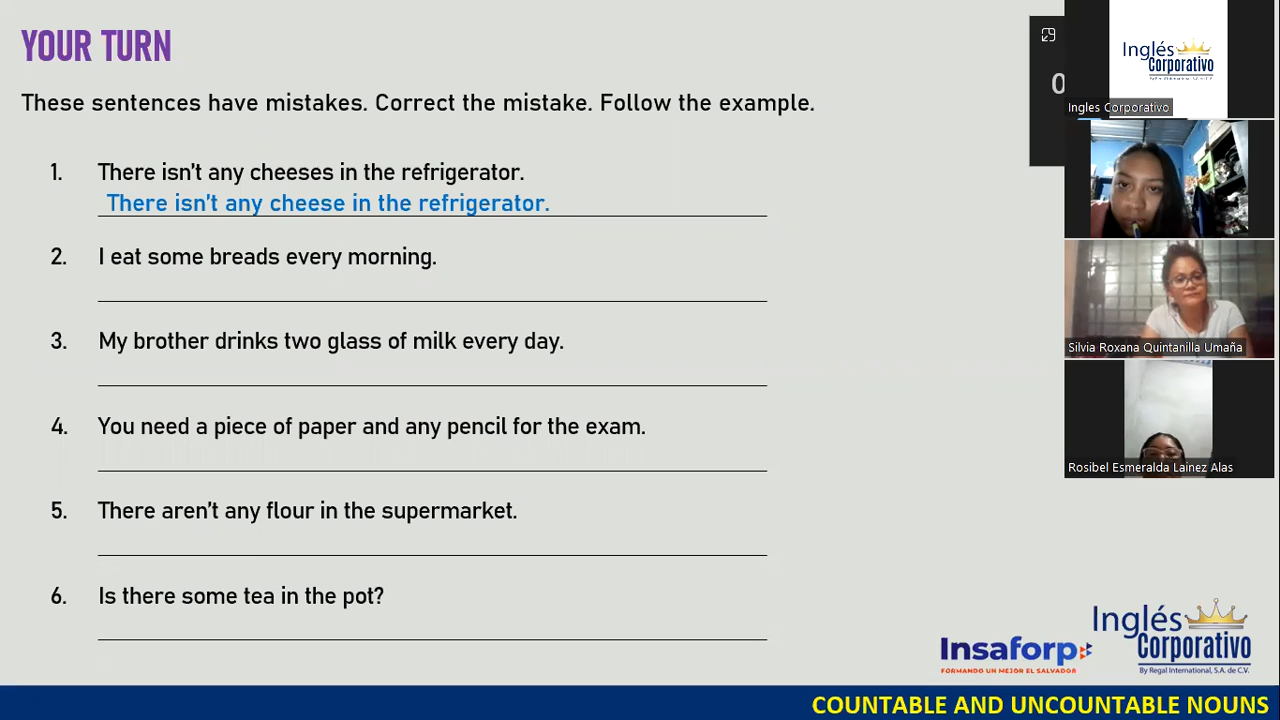 YOUR TURN
These sentences have mistakes. Correct the mistake. Follow the example.
1. There isn't any cheeses in the refrigerator.
There isn't any cheese in the refrigerator.
2. I eat some breads every morning.
3. My brother drinks two glass of milk every day.
4. You need a piece of paper and any pencil for the exam.
5. There aren't any flour in the supermarket.
6. Is there some tea in the pot?
0
Inglés
Corporativo
Ingles Corporativo
Silvia Roxana Quintanilla Umaña
Rosibel Esmeralda Lainez Alas
Insaforp
FORMANDO UN MEJOR EL SALVADOR
Inglés
Corporativo
By Regal International, S.A. de C.V.
COUNTABLE AND UNCOUNTABLE NOUNS